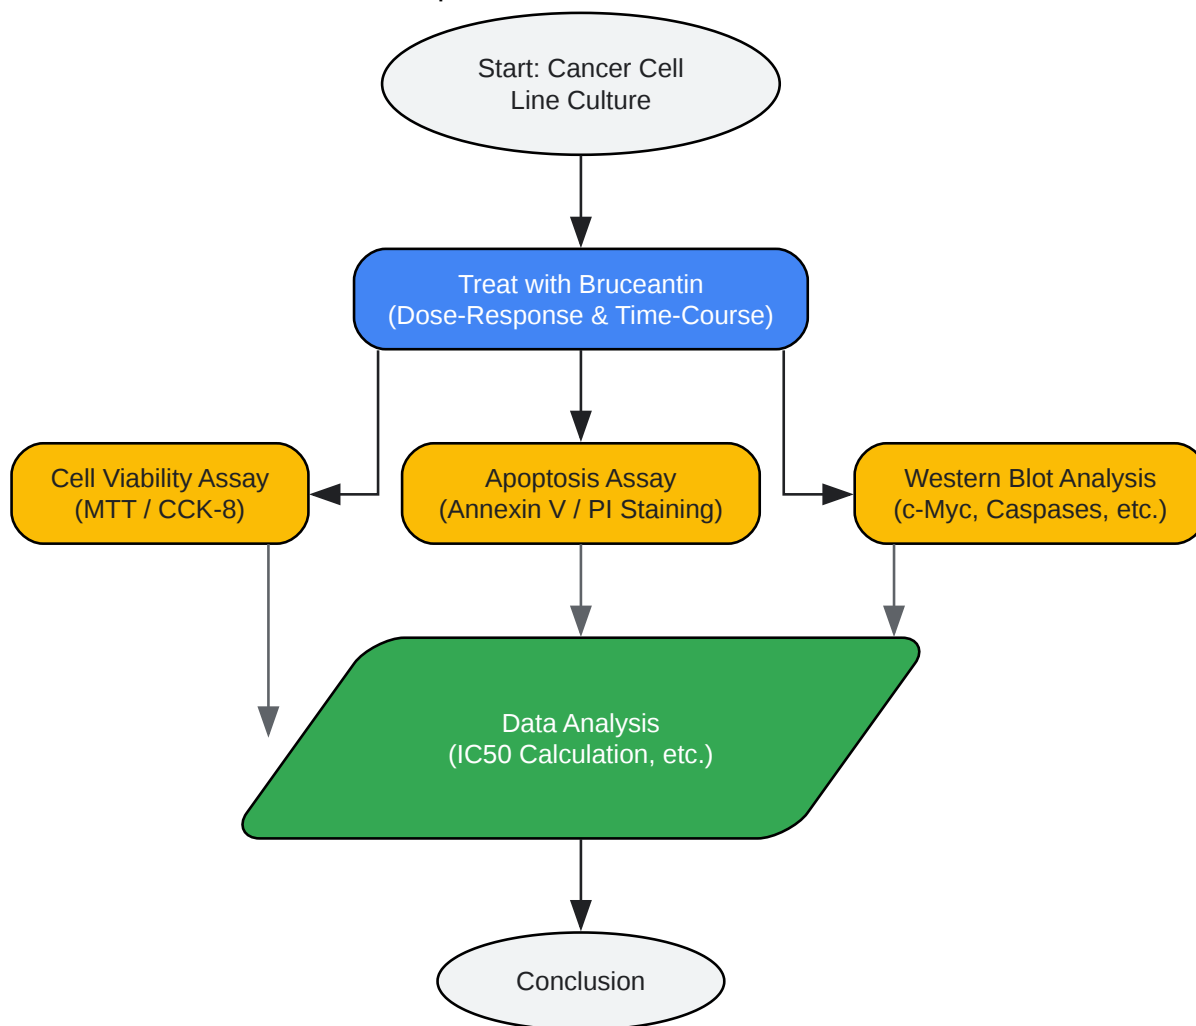 Start: Cancer Cell
Line Culture
Treat with Bruceantin
(Dose-Response & Time-Course)
Cell Viability Assay
(MTT / CCK-8)
Apoptosis Assay
(Annexin V / PI Staining)
Western Blot Analysis
(c-Myc, Caspases, etc.)
Data Analysis
(IC50 Calculation, etc.)
Conclusion